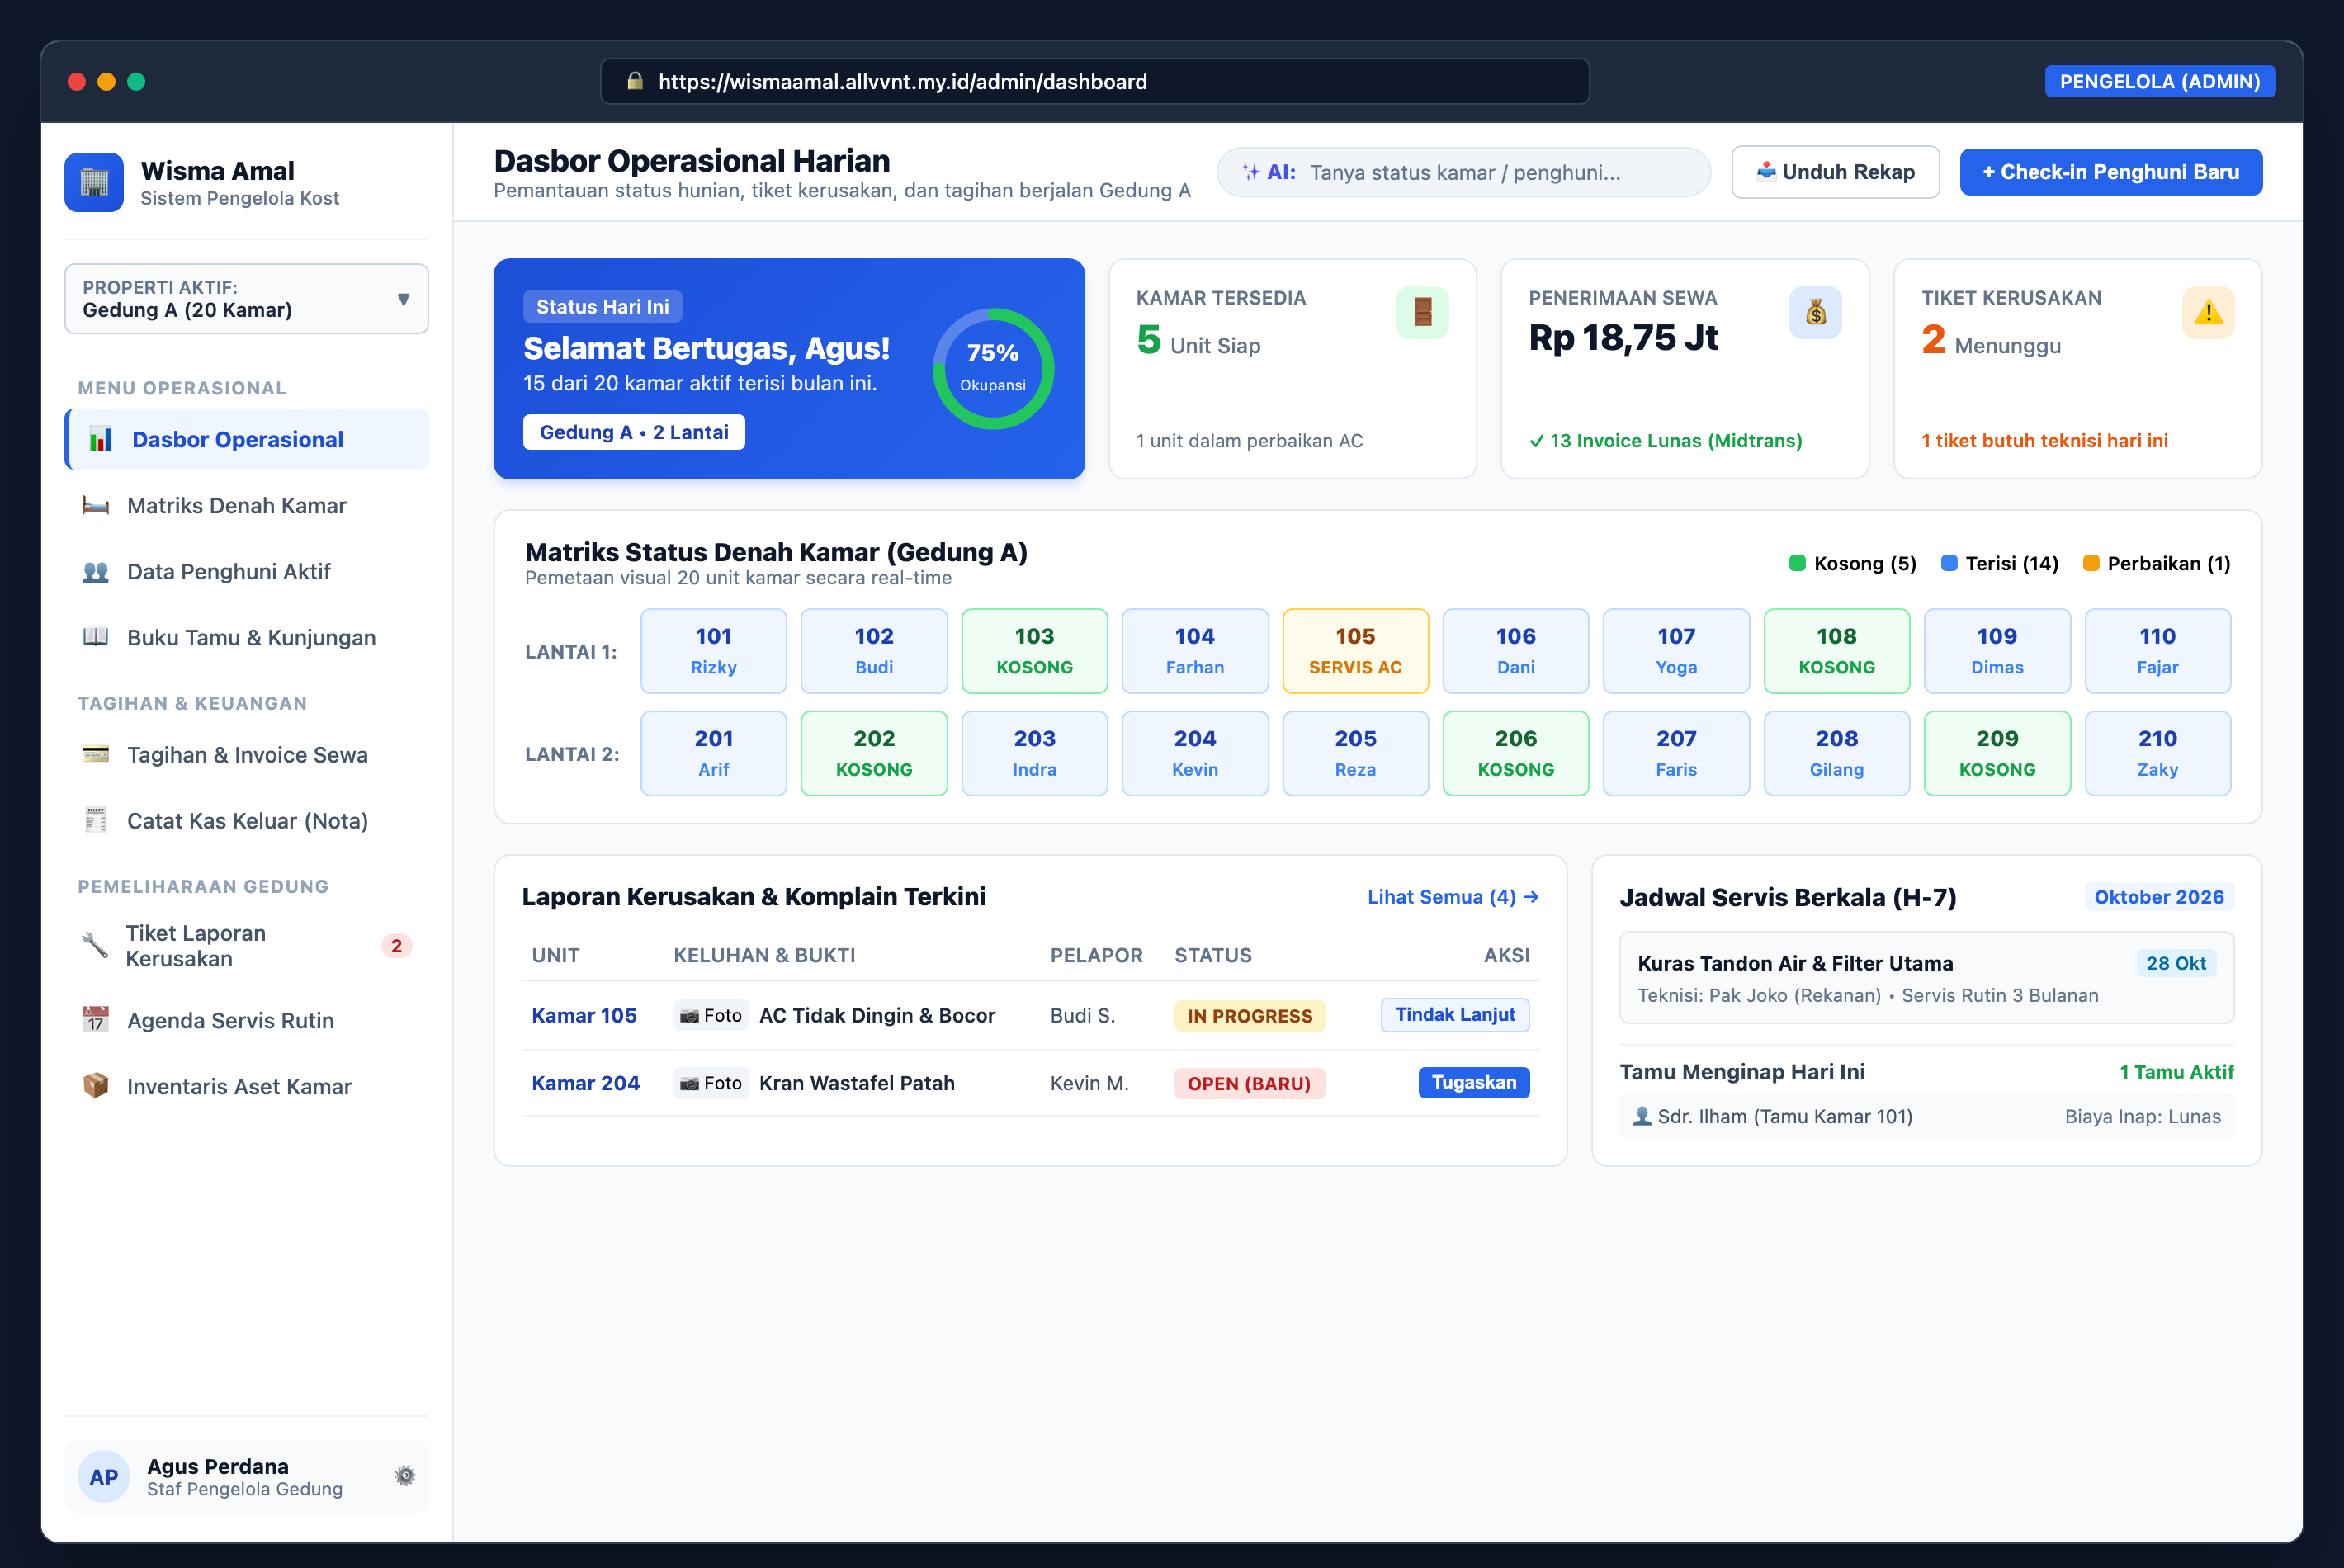 https://wismaamal.allvvnt.my.id/admin/dashboard
PENGELOLA (ADMIN)
Wisma Amal
Sistem Pengelola Kost
PROPERTI AKTIF:
Gedung A (20 Kamar)
▼
MENU OPERASIONAL
Dasbor Operasional
Matriks Denah Kamar
Data Penghuni Aktif
Buku Tamu & Kunjungan
TAGIHAN & KEUANGAN
Tagihan & Invoice Sewa
Catat Kas Keluar (Nota)
PEMELIHARAAN GEDUNG
Tiket Laporan
Kerusakan
2
17
Agenda Servis Rutin
Inventaris Aset Kamar
AP
Agus Perdana
Staf Pengelola Gedung
Dasbor Operasional Harian
Pemantauan status hunian, tiket kerusakan, dan tagihan berjalan Gedung A
✨ AI: Tanya status kamar / penghuni...
Unduh Rekap
+ Check-in Penghuni Baru
Status Hari Ini
Selamat Bertugas, Agus!
15 dari 20 kamar aktif terisi bulan ini.
Gedung A • 2 Lantai
75%
Okupansi
KAMAR TERSEDIA
5 Unit Siap
1 unit dalam perbaikan AC
PENERIMAAN SEWA
Rp 18,75 Jt
✓ 13 Invoice Lunas (Midtrans)
TIKET KERUSAKAN
2 Menunggu
1 tiket butuh teknisi hari ini
Matriks Status Denah Kamar (Gedung A)
Pemetaan visual 20 unit kamar secara real-time
Kosong (5) Terisi (14) Perbaikan (1)
LANTAI 1:
101 102 103 104 105 106 107 108 109 110
Rizky Budi KOSONG Farhan SERVIS AC Dani Yoga KOSONG Dimas Fajar
LANTAI 2:
201 202 203 204 205 206 207 208 209 210
Arif KOSONG Indra Kevin Reza KOSONG Faris Gilang KOSONG Zaky
Laporan Kerusakan & Komplain Terkini
Lihat Semua (4) →
UNIT KELUHAN & BUKTI PELAPOR STATUS AKSI
Kamar 105 Foto AC Tidak Dingin & Bocor Budi S. IN PROGRESS Tindak Lanjut
Kamar 204 Foto Kran Wastafel Patah Kevin M. OPEN (BARU) Tugaskan
Jadwal Servis Berkala (H-7)
Oktober 2026
Kuras Tandon Air & Filter Utama
28 Okt
Teknisi: Pak Joko (Rekanan) • Servis Rutin 3 Bulanan
Tamu Menginap Hari Ini
1 Tamu Aktif
Sdr. Ilham (Tamu Kamar 101)
Biaya Inap: Lunas